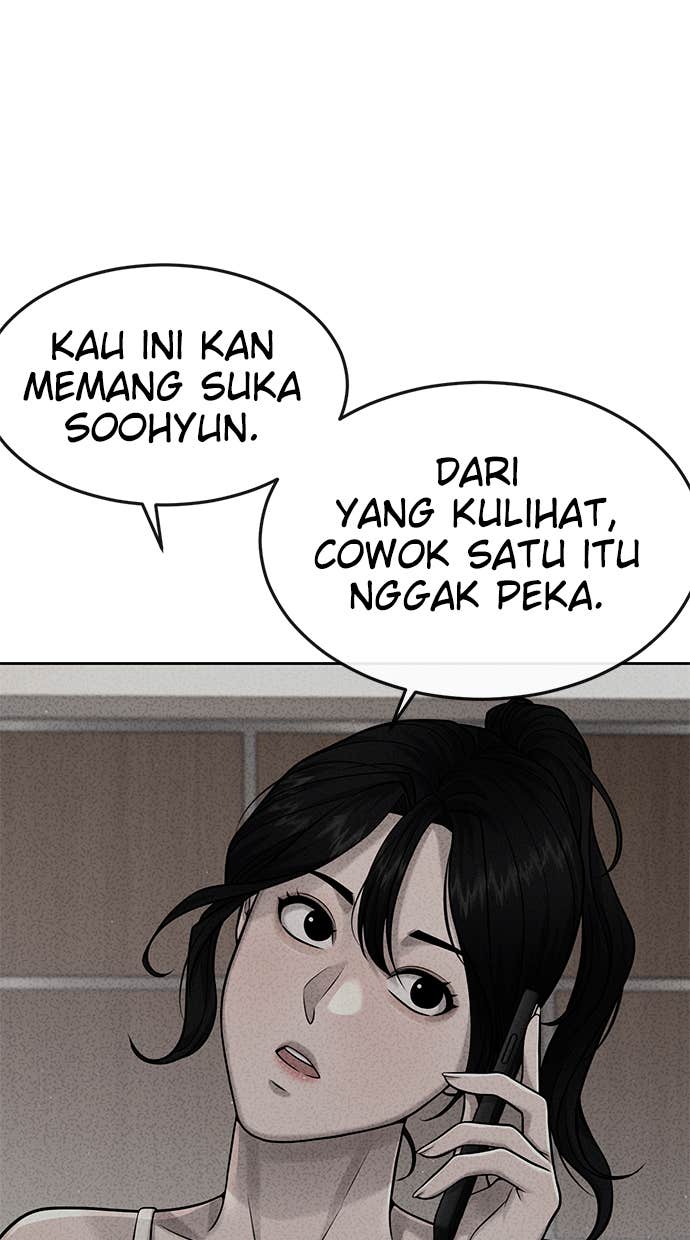 KAU INI KAN
MEMANG SUKA
SOOHYUN.
DARI
YANG KULIHAT,
COWOK SATU ITU
NGGAK PEKA.